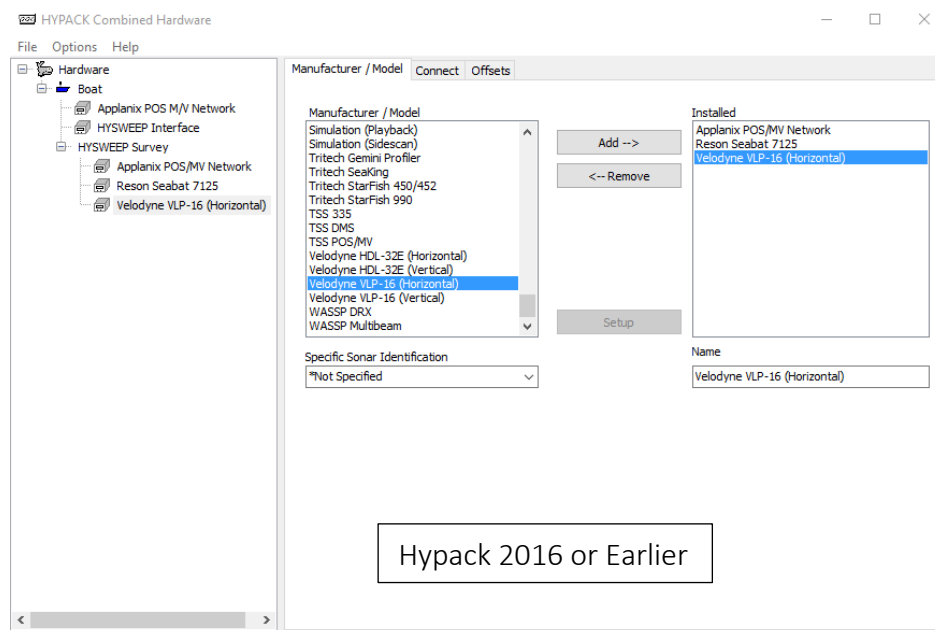 HYPACK Combined Hardware
File Options Help
Hardware
Boat
Applanix POS M/V Network
HYSWEEP Interface
HYSWEEP Survey
Applanix POS/MV Network
Reson Seabat 7125
Velodyne VLP-16 (Horizontal)
Manufacturer / Model Connect Offsets
Manufacturer / Model
Simulation (Playback)
Simulation (Sidescan)
Tritech Gemini Profiler
Tritech SeaKing
Tritech StarFish 450/452
Tritech StarFish 990
TSS 335
TSS DMS
TSS POS/MV
Velodyne HDL-32E (Horizontal)
Velodyne HDL-32E (Vertical)
Velodyne VLP-16 (Horizontal)
Velodyne VLP-16 (Vertical)
WASSP DRX
WASSP Multibeam
Add -->
<-- Remove
Setup
Installed
Applanix POS/MV Network
Reson Seabat 7125
Velodyne VLP-16 (Horizontal)
Specific Sonar Identification
*Not Specified
Name
Velodyne VLP-16 (Horizontal)
Hypack 2016 or Earlier